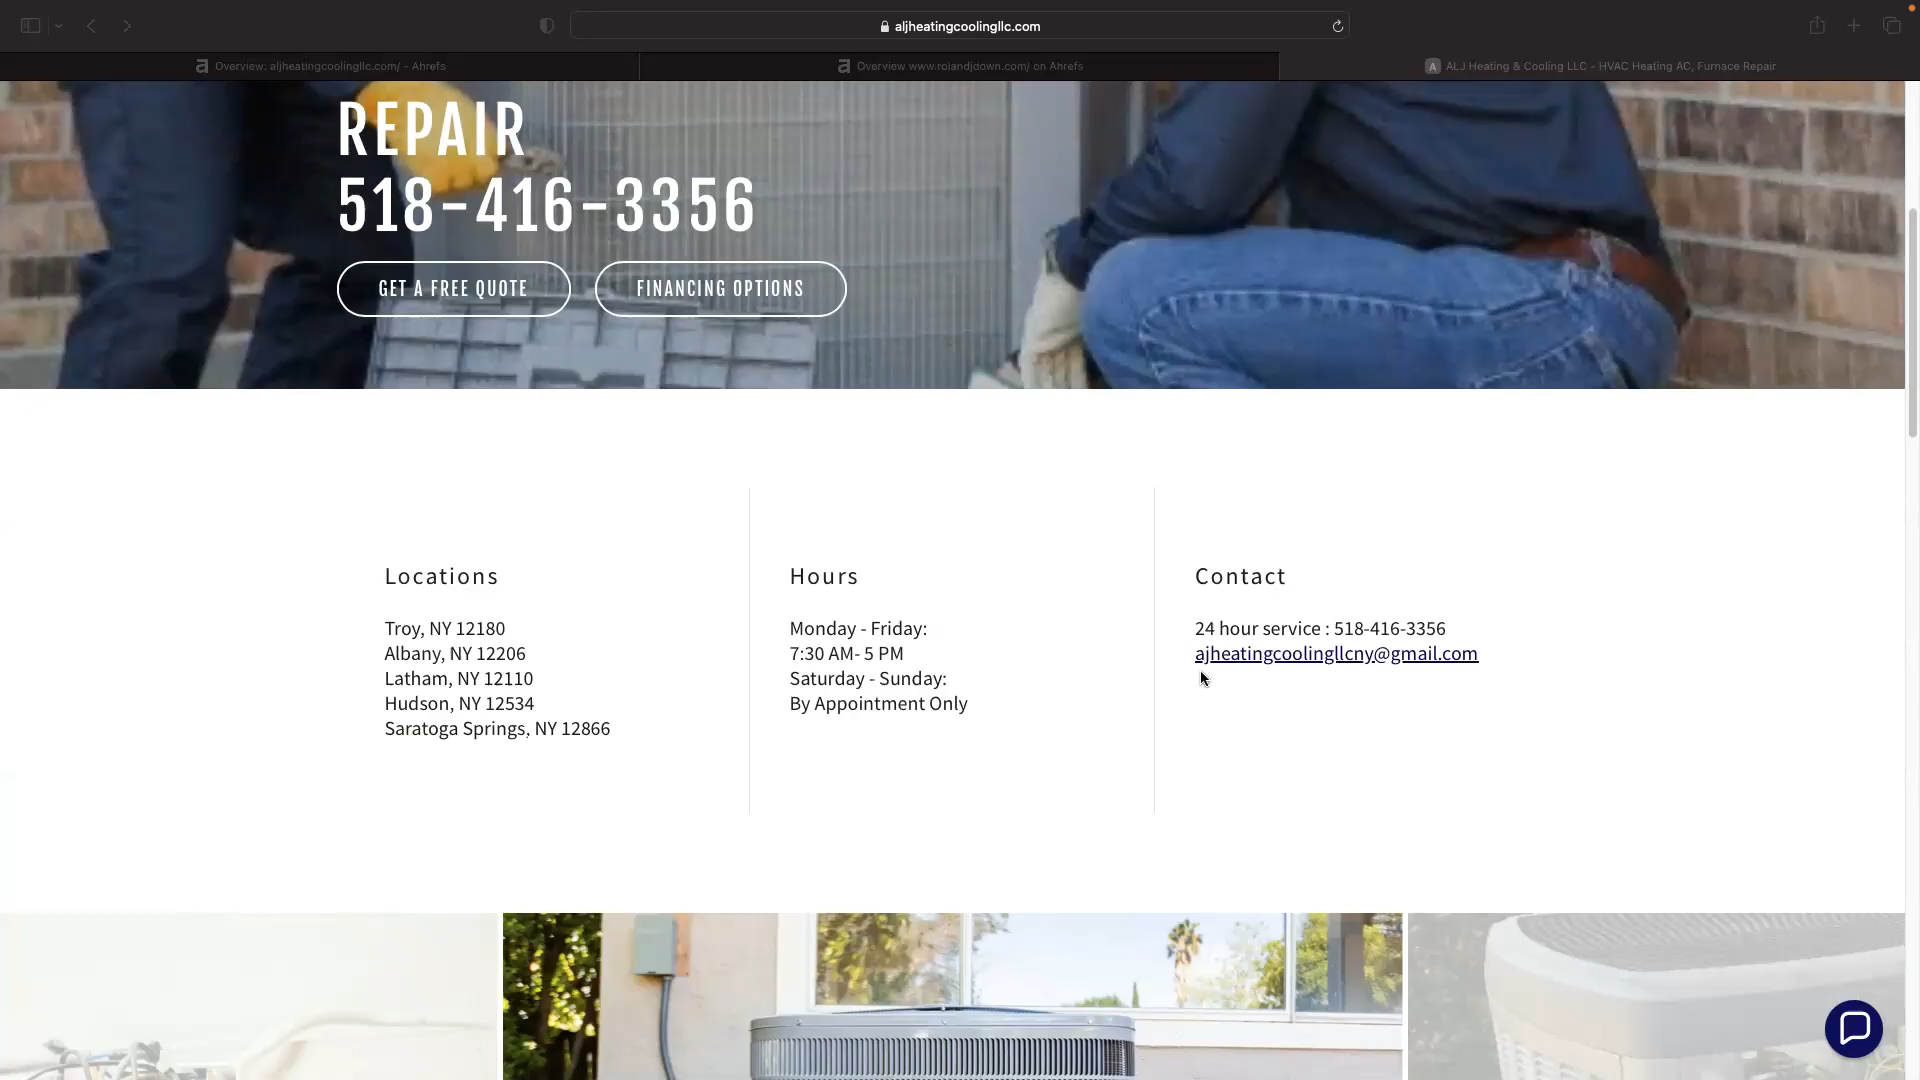 aljheatingcoolingllc.com
Overview: aljheatingcoolingllc.com/ - Ahrefs
Overview www.rolandjdown.com/ on Ahrefs
A ALJ Heating & Cooling LLC - HVAC Heating AC, Furnace Repair
REPAIR
518-416-3356
GET A FREE QUOTE
FINANCING OPTIONS
Locations
Troy, NY 12180
Albany, NY 12206
Latham, NY 12110
Hudson, NY 12534
Saratoga Springs, NY 12866
Hours
Monday - Friday:
7:30 AM- 5 PM
Saturday - Sunday:
By Appointment Only
Contact
24 hour service : 518-416-3356
ajheatingcoolingllcny@gmail.com